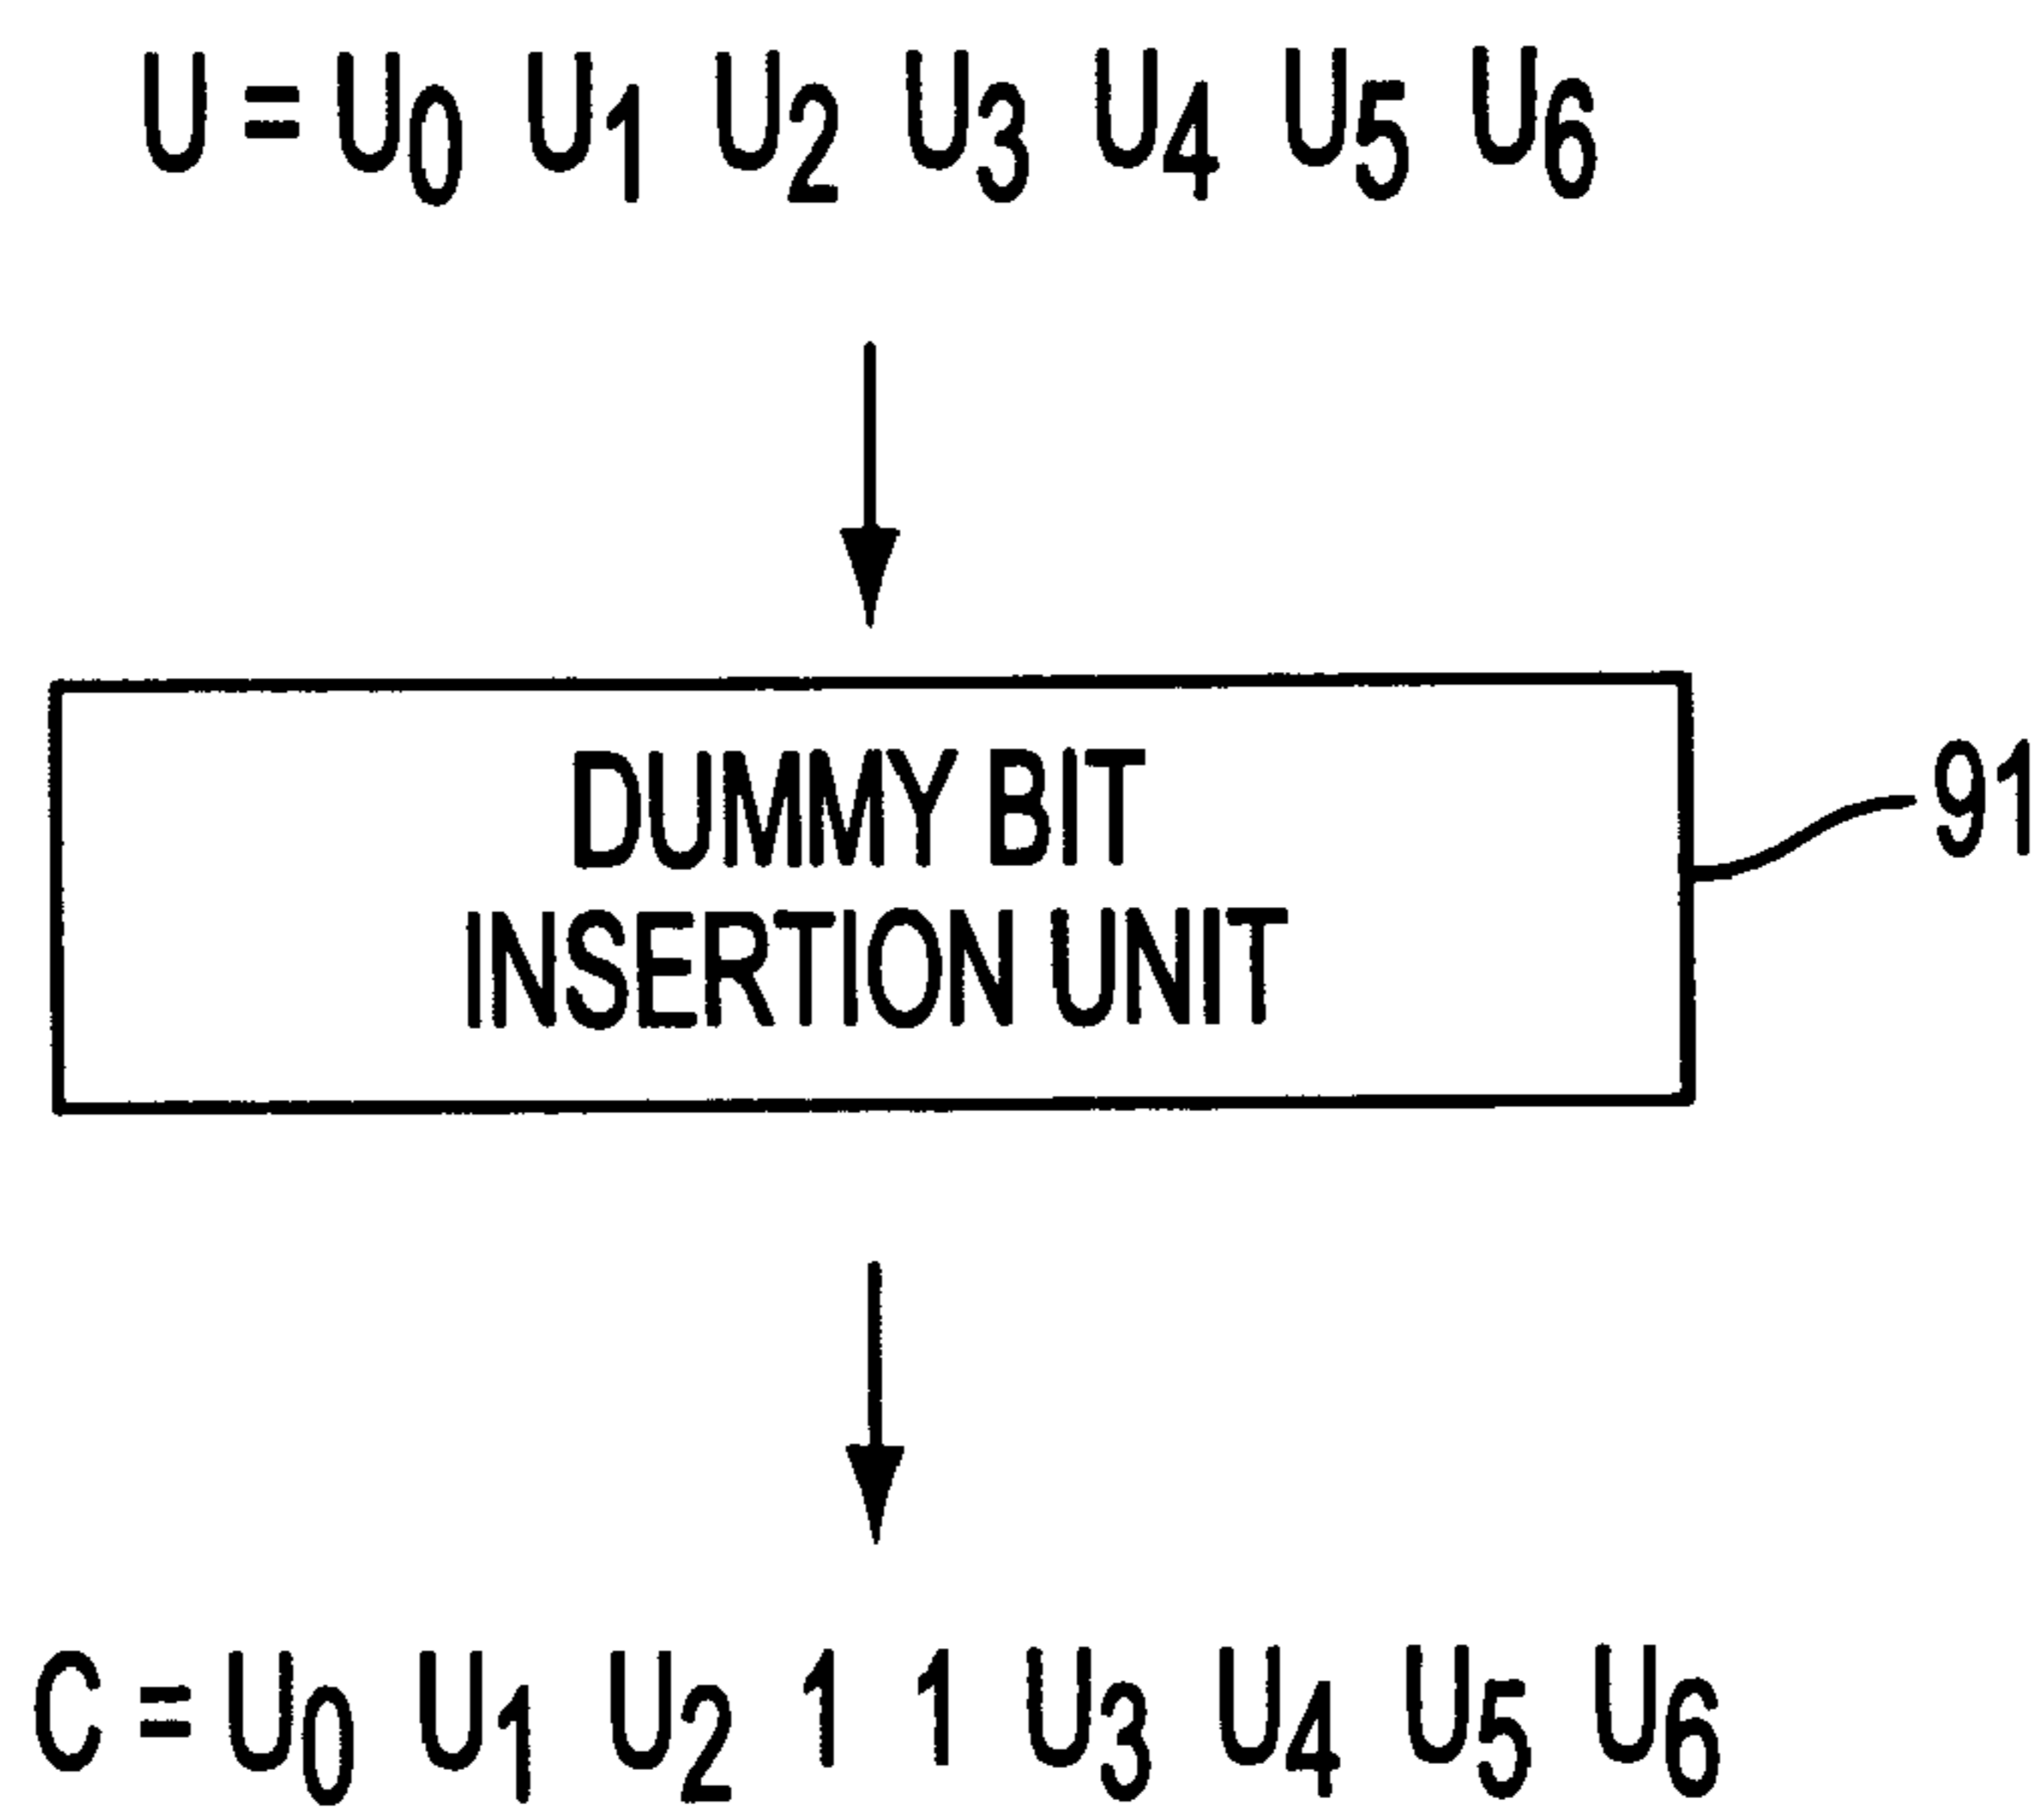 U = U0 U1 U2 U3 U4 U5 U6
DUMMY BIT
INSERTION UNIT
91
C = U0 U1 U2 1 1 U3 U4 U5 U6